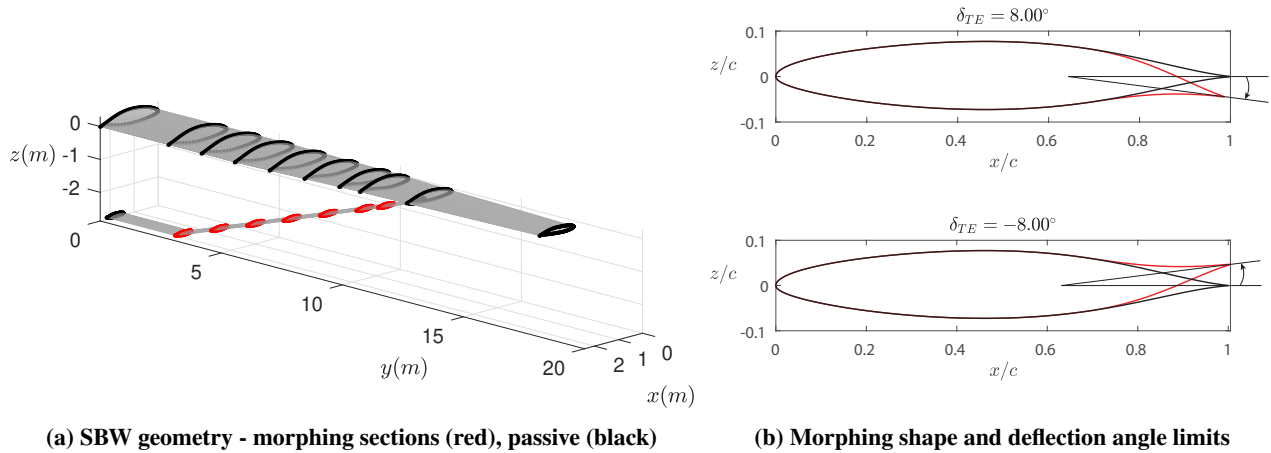 0
-1
-2
z(m)
0
5
10
15
20
y(m)
2
1
0
x(m)
(a) SBW geometry - morphing sections (red), passive (black)
δ_TE = 8.00°
0.1
z/c
0
-0.1
0 0.2 0.4 0.6 0.8 1
x/c
δ_TE = −8.00°
0.1
z/c
0
-0.1
0 0.2 0.4 0.6 0.8 1
x/c
(b) Morphing shape and deflection angle limits